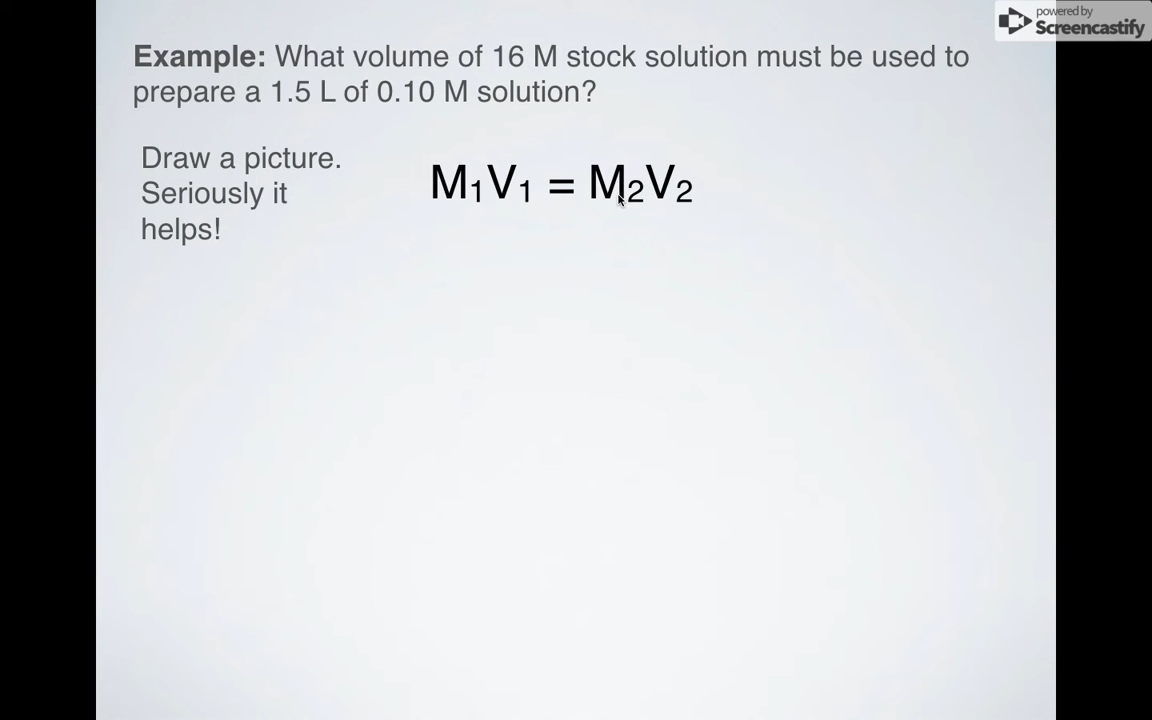 powered by
Screencastify
Example: What volume of 16 M stock solution must be used to
prepare a 1.5 L of 0.10 M solution?
Draw a picture.
Seriously it
helps!
M₁V₁ = M₂V₂